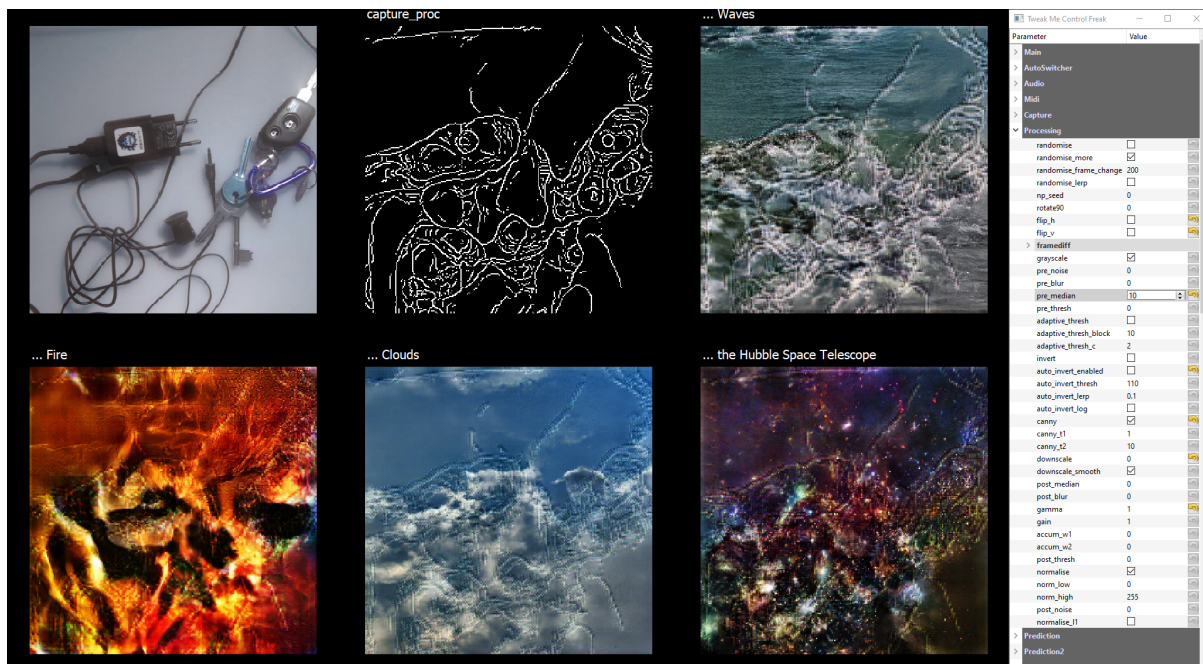 capture_proc
... Waves
... Fire
... Clouds
... the Hubble Space Telescope
Tweak Me Control Freak
Parameter Value
Main
AutoSwitcher
Audio
Midi
Capture
Processing
randomise
randomise_more
randomise_frame_change 200
randomise_lerp
np_seed 0
rotate90 0
flip_h
flip_v
framediff
grayscale
pre_noise 0
pre_blur 0
pre_median 10
pre_thresh 0
adaptive_thresh
adaptive_thresh_block 10
adaptive_thresh_c 2
invert
auto_invert_enabled
auto_invert_thresh 110
auto_invert_lerp 0.1
auto_invert_log
canny
canny_t1 1
canny_t2 10
downscale 0
downscale_smooth
post_median 0
post_blur 0
gamma 1
gain 1
accum_w1 0
accum_w2 0
post_thresh 0
normalise
norm_low 0
norm_high 255
post_noise 0
normalise_l1
Prediction
Prediction2